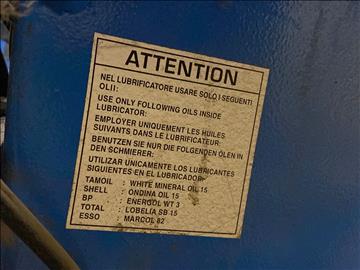 ATTENTION
NEL LUBRIFICATORE USARE SOLO I SEGUENTI
OLII:
USE ONLY FOLLOWING OILS INSIDE
LUBRICATOR:
EMPLOYER UNIQUEMENT LES HUILES
SUIVANTS DANS LE LUBRIFICATEUR:
BENUTZEN SIE NUR DIE FOLGENDEN ÖLEN IN
DEN SCHMIERER:
UTILIZAR UNICAMENTE LOS LUBRICANTES
SIGUIENTES EN EL LUBRICADOR:
TAMOIL : WHITE MINERAL OIL 15
SHELL : ONDINA OIL 15
BP : ENERGOL WT 3
TOTAL : LOBELIA SB 15
ESSO : MARCOL 82